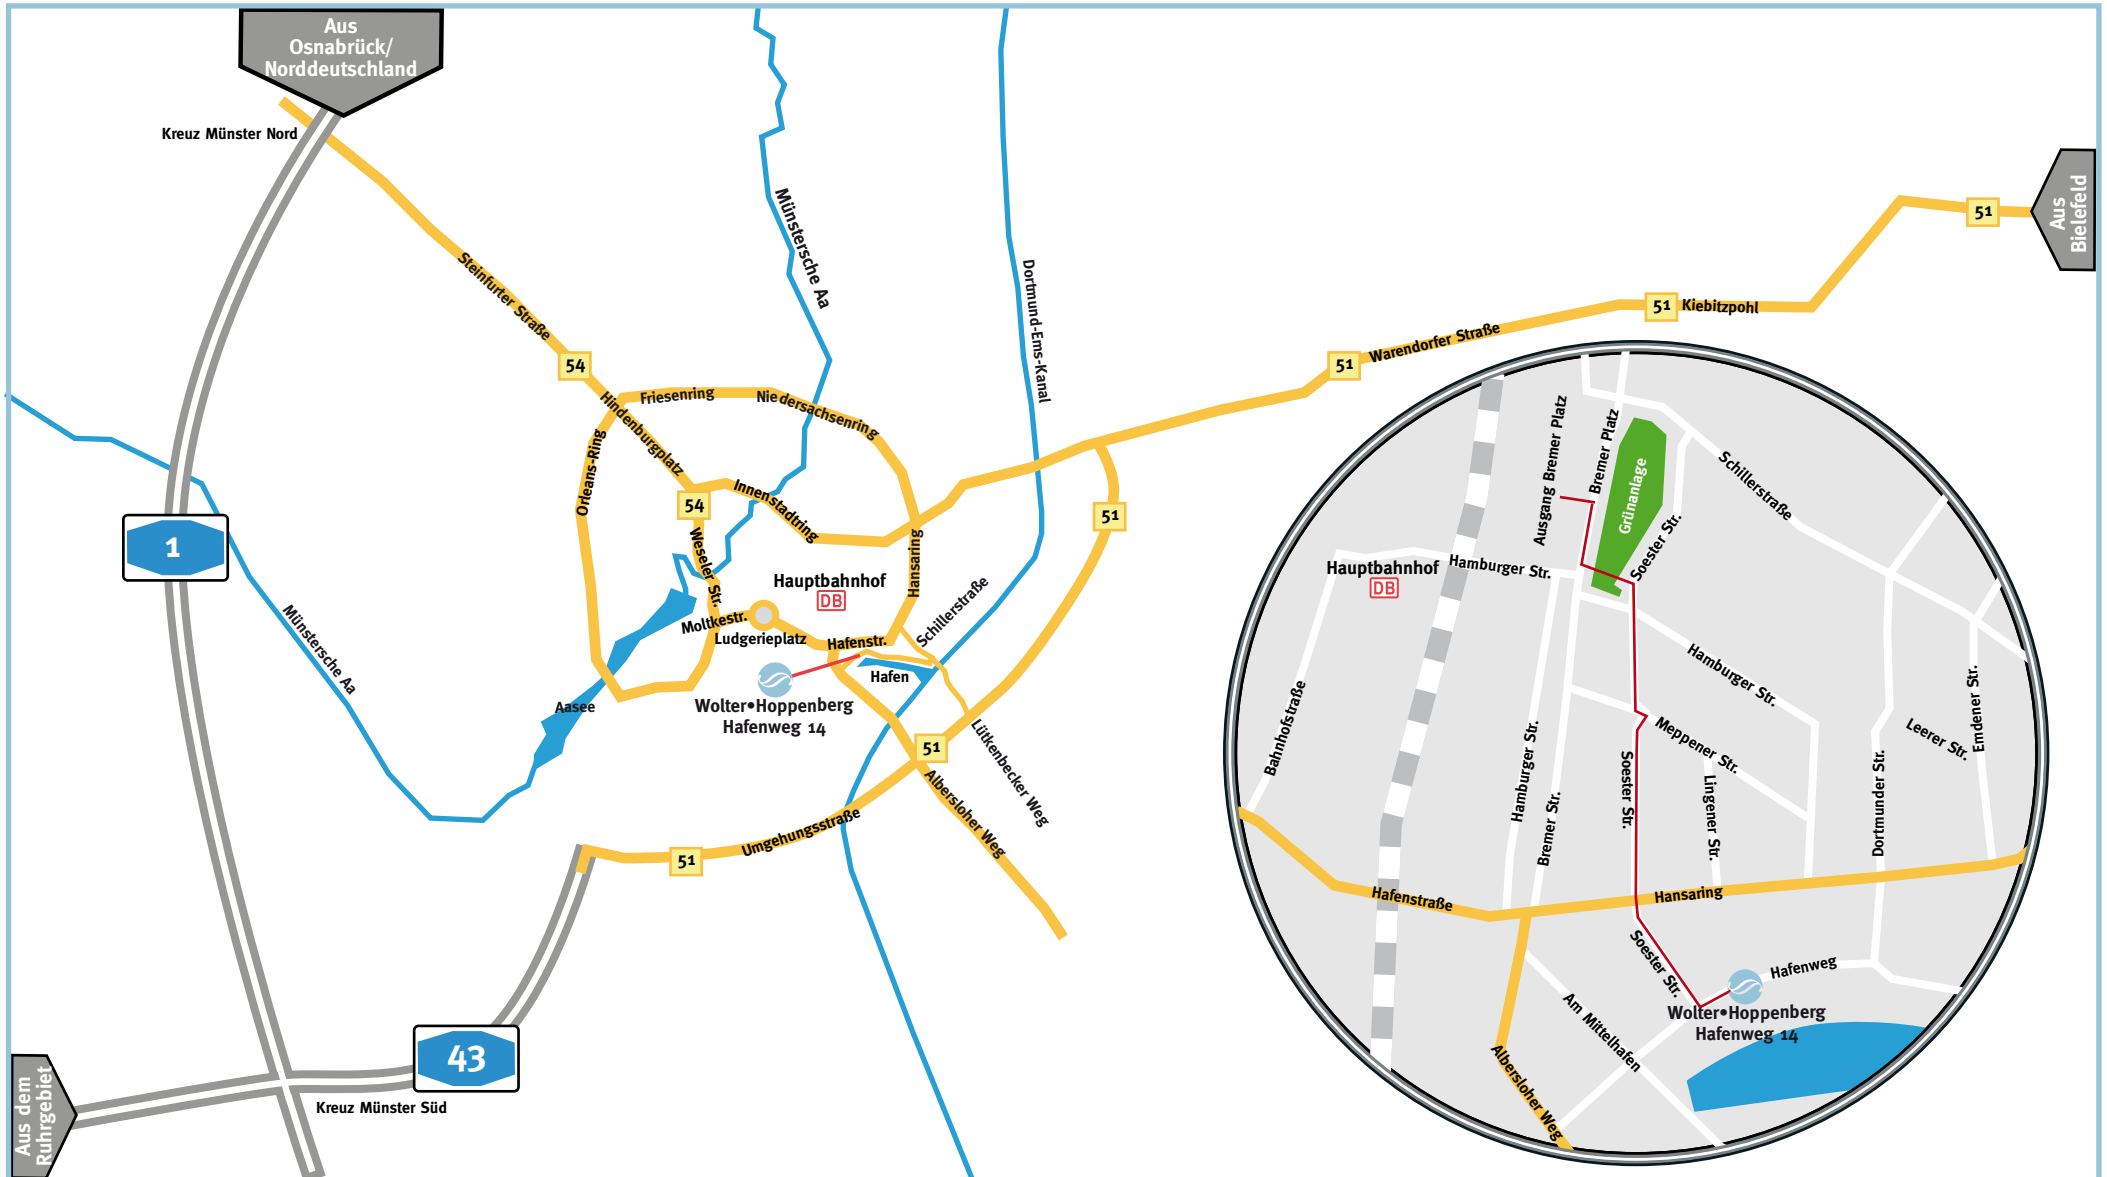 Aus
Osnabrück/
Norddeutschland
Kreuz Münster Nord
Steinfurter Straße
54
Hindenburgplatz
Friesenring
Niedersachsenring
Orleans-Ring
54
Innenstadtring
Weseler Str.
Münstersche Aa
Dortmund-Ems-Kanal
Hansaring
Hauptbahnhof
DB
Moltkestr.
Ludgerieplatz
Hafenstr.
Schillerstraße
Hafen
Wolter•Hoppenberg
Hafenweg 14
Aasee
Münstersche Aa
1
51
51
Lütkenbecker Weg
Albersloher Weg
Umgehungsstraße
51
43
Kreuz Münster Süd
Aus dem
Ruhrgebiet
51
Warendorfer Straße
51
Kiebitzpohl
51
Aus
Bielefeld
Ausgang Bremer Platz
Bremer Platz
Grünanlage
Soester Str.
Schillerstraße
Hauptbahnhof
DB
Hamburger Str.
Bahnhofstraße
Hamburger Str.
Hamburger Str.
Bremer Str.
Meppener Str.
Soester Str.
Lingener Str.
Dortmunder Str.
Leerer Str.
Emdener Str.
Hafenstraße
Hansaring
Soester Str.
Hafenweg
Wolter•Hoppenberg
Hafenweg 14
Am Mittelhafen
Albersloher Weg